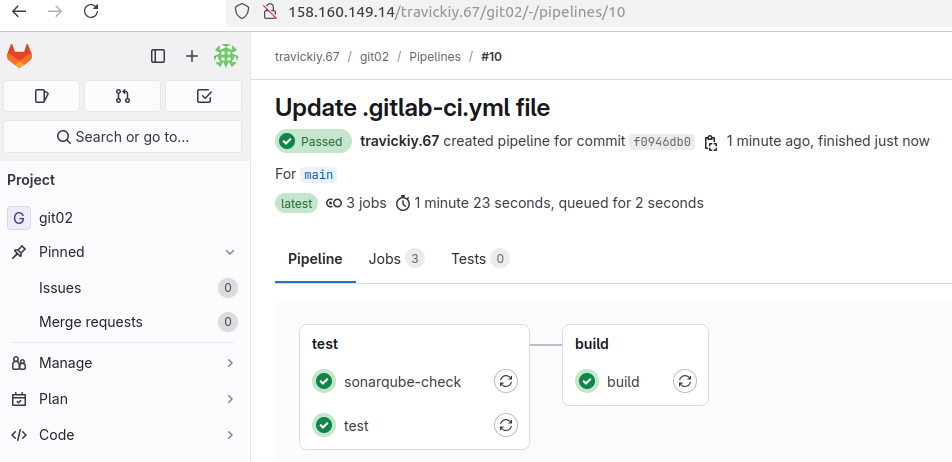 158.160.149.14/travickiy.67/git02/-/pipelines/10
travickiy.67 / git02 / Pipelines / #10
Search or go to...
Project
G git02
Pinned
Issues 0
Merge requests 0
Manage
Plan
Code
Update .gitlab-ci.yml file
Passed travickiy.67 created pipeline for commit f0946db0 1 minute ago, finished just now
For main
latest 3 jobs 1 minute 23 seconds, queued for 2 seconds
Pipeline Jobs 3 Tests 0
test
sonarqube-check
test
build
build